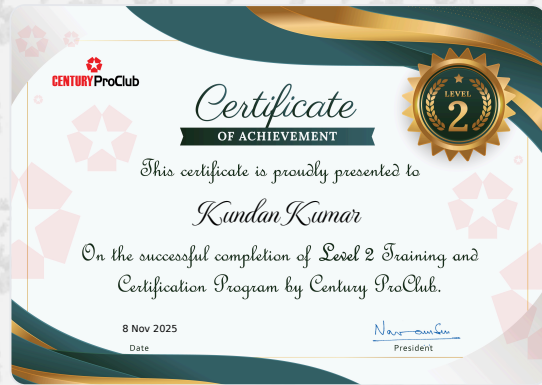 CENTURY ProClub
Certificate
OF ACHIEVEMENT
LEVEL
2
This certificate is proudly presented to
Kundan Kumar
On the successful completion of Level 2 Training and
Certification Program by Century ProClub.
8 Nov 2025
Date
President